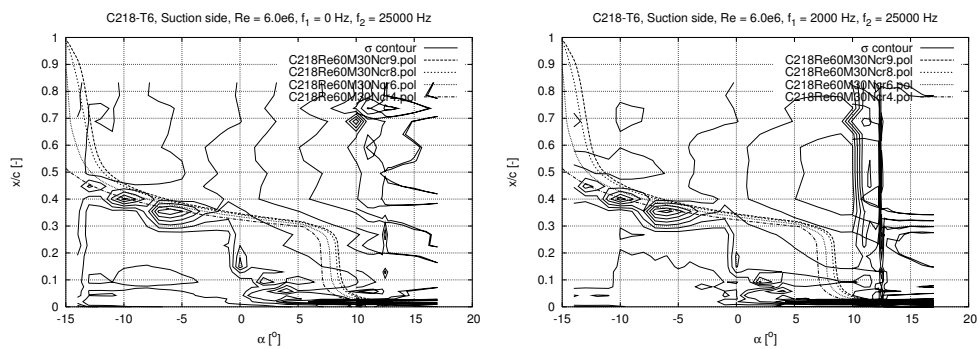 C218-T6, Suction side, Re = 6.0e6, f1 = 0 Hz, f2 = 25000 Hz
σ contour
C218Re60M30Ncr9.pol
C218Re60M30Ncr8.pol
C218Re60M30Ncr6.pol
C218Re60M30Ncr4.pol
1
0.9
0.8
0.7
0.6
0.5
0.4
0.3
0.2
0.1
0
x/c [-]
-15 -10 -5 0 5 10 15 20
α [°]
C218-T6, Suction side, Re = 6.0e6, f1 = 2000 Hz, f2 = 25000 Hz
σ contour
C218Re60M30Ncr9.pol
C218Re60M30Ncr8.pol
C218Re60M30Ncr6.pol
C218Re60M30Ncr4.pol
1
0.9
0.8
0.7
0.6
0.5
0.4
0.3
0.2
0.1
0
x/c [-]
-15 -10 -5 0 5 10 15 20
α [°]